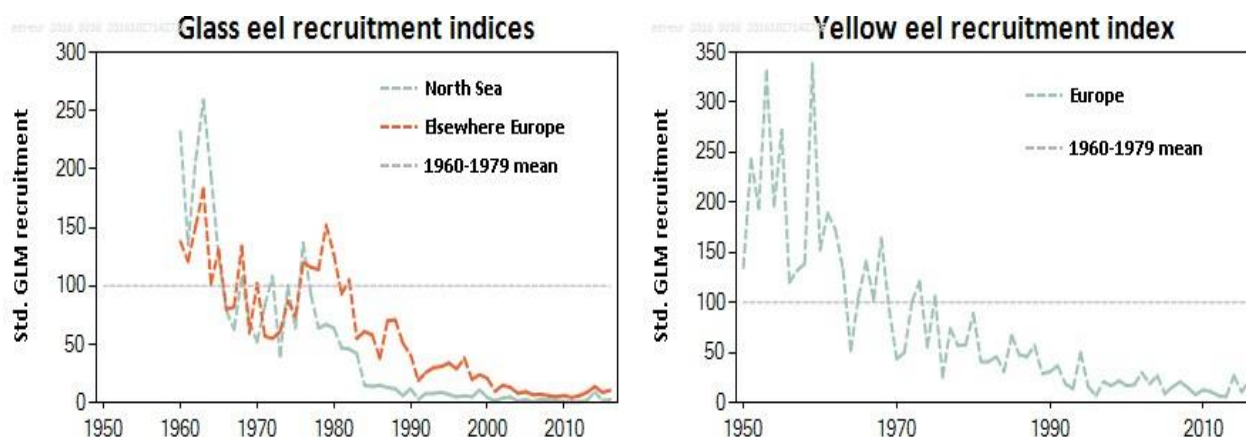 Glass eel recruitment indices
Std. GLM recruitment
300
250
200
150
100
50
0
North Sea
Elsewhere Europe
1960-1979 mean
1950 1960 1970 1980 1990 2000 2010
Yellow eel recruitment index
Std. GLM recruitment
350
300
250
200
150
100
50
0
Europe
1960-1979 mean
1950 1970 1990 2010